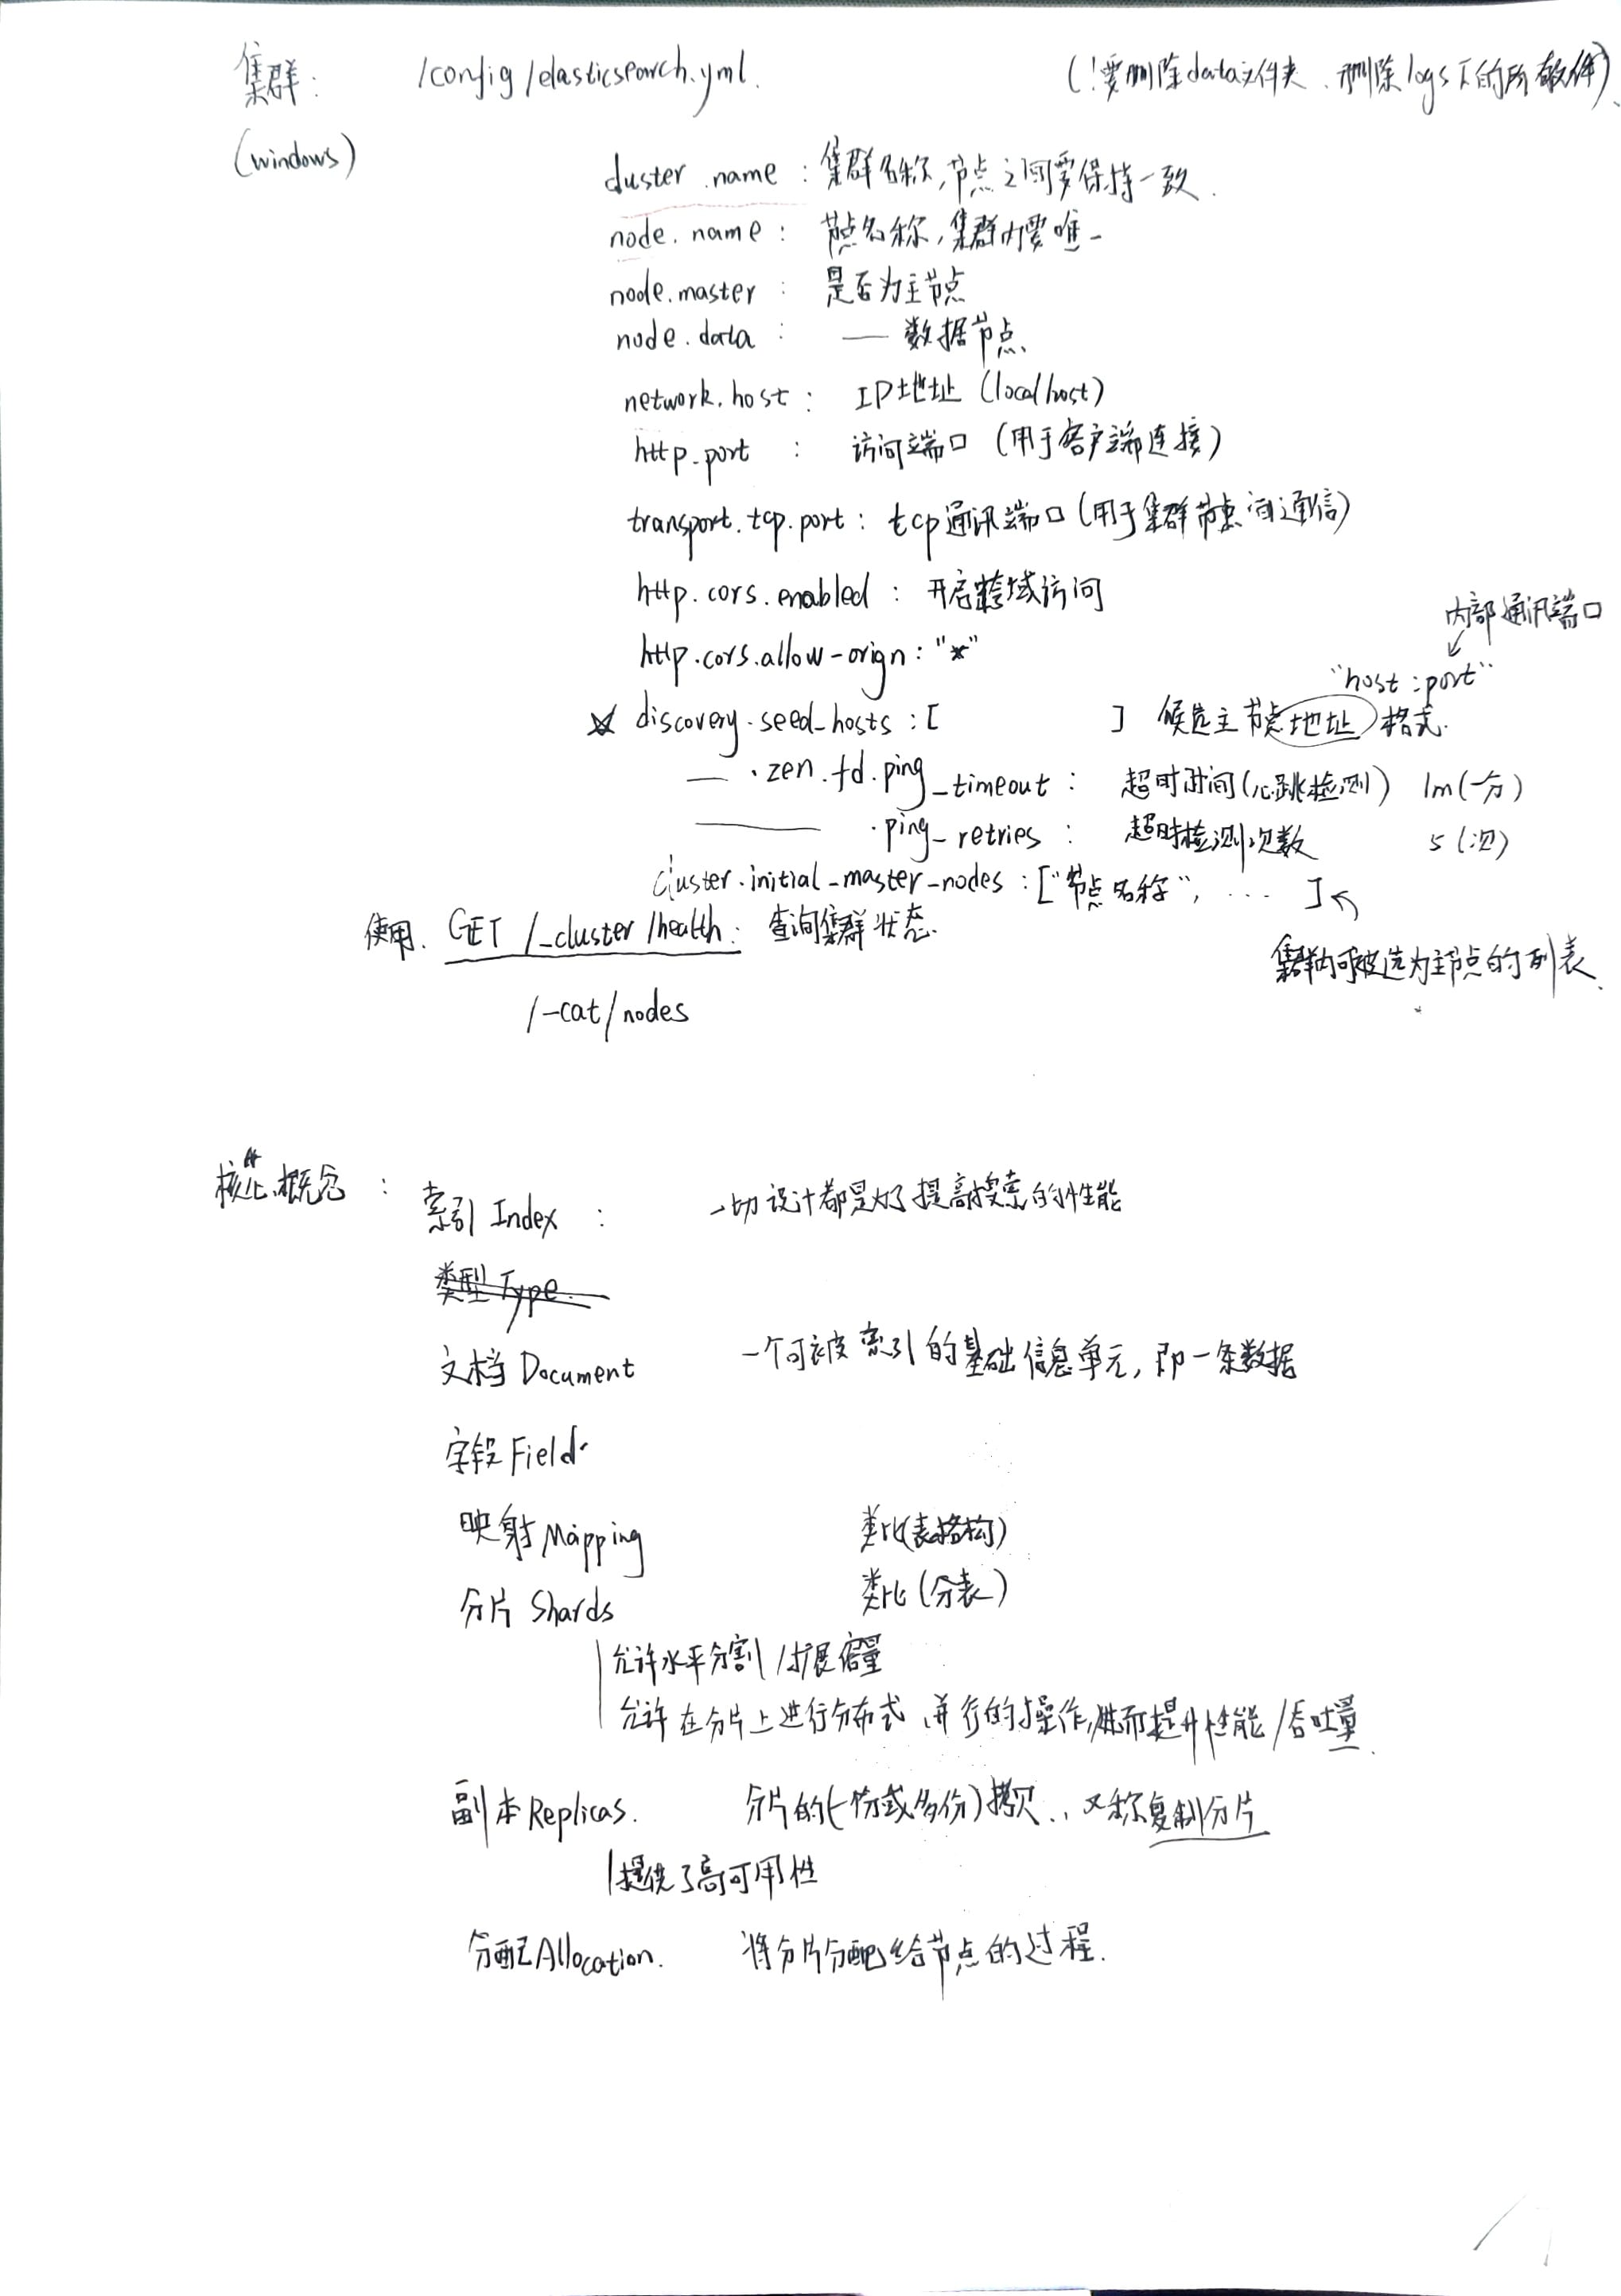 集群: /config/elasticsearch.yml. (!要删除data文件夹、删除logs下的所有文件)
(windows)
cluster.name : 集群名称,节点之间要保持一致.
node.name : 节点名称,集群内要唯一
node.master : 是否为主节点
node.data : — 数据节点
network.host : IP地址 (localhost)
http.port : 访问端口 (用于客户端连接)
transport.tcp.port : tcp通讯端口(用于集群节点间通信)
http.cors.enabled : 开启跨域访问
http.cors.allow-orign : "*"
内部通讯端口
"host:port"
☆ discovery.seed_hosts : [ ] 候选主节点地址 格式.
— .zen.fd.ping_timeout : 超时时间(心跳检测) 1m(一分)
—— .ping_retries : 超时检测次数 5(次)
cluster.initial_master_nodes : ["节点名称", ... ]
使用. GET /_cluster/health : 查询集群状态.
集群内可被选为主节点的列表.
/-cat/nodes
核心概念 : 索引 Index : 一切设计都是为了提高搜索的性能
类型 Type.
文档 Document 一个可被索引的基础信息单元, 即一条数据
字段 Field
映射 Mapping 类比(表结构)
分片 Shards 类比(分表)
允许水平分割/扩展容量
允许在分片上进行分布式、并行的操作,进而提升性能/吞吐量.
副本 Replicas. 分片的(一份或多份)拷贝.. 又称复制分片
提供了高可用性
分配 Allocation. 将分片分配给节点的过程.